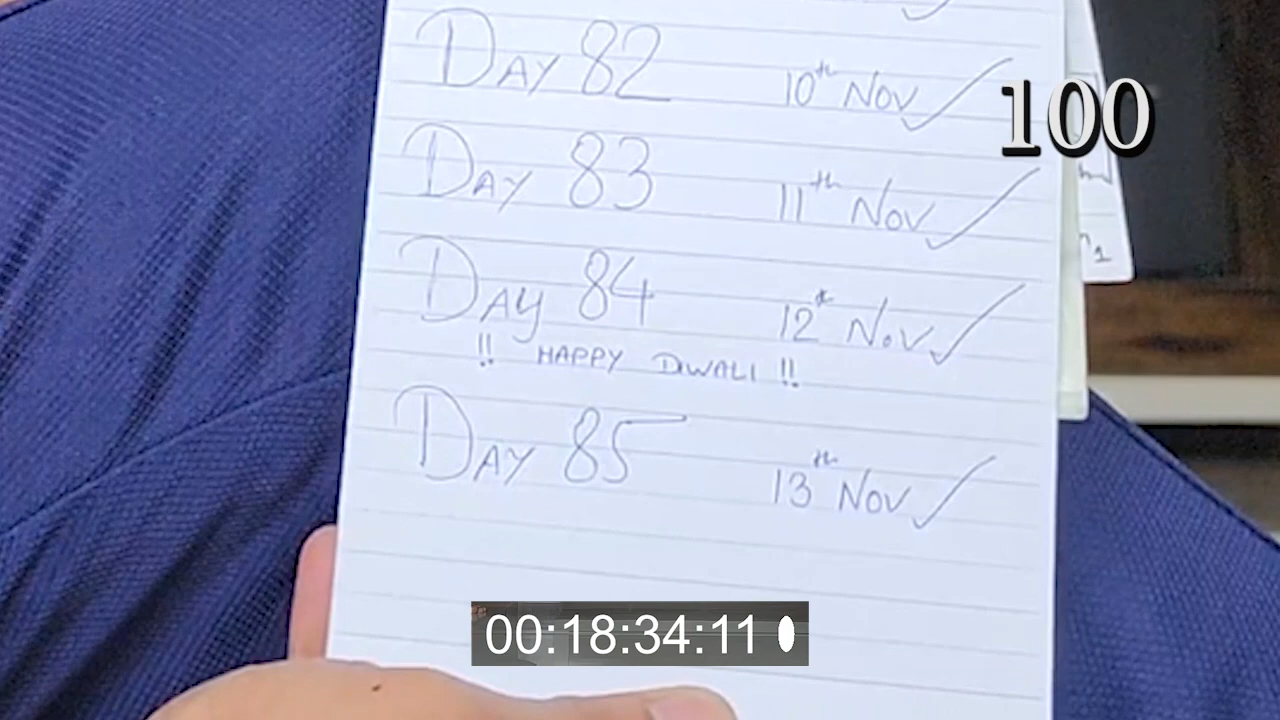 DAY 82 10th NOV ✓
100
DAY 83 11th NOV ✓
DAY 84 12th NOV ✓
!! HAPPY DIWALI !!
DAY 85 13th NOV ✓
00:18:34:11